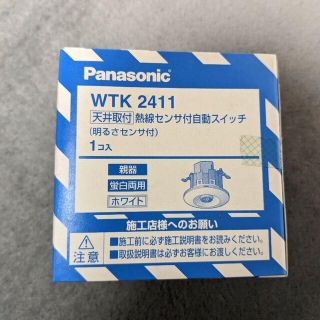 Panasonic
WTK 2411
天井取付 熱線センサ付自動スイッチ
(明るさセンサ付)
1コ入
親器
蛍白両用
ホワイト
施工店様へのお願い
注意
■施工前に必ず施工説明書をお読みください。
■取扱説明書は必ずお客様にお渡しください。